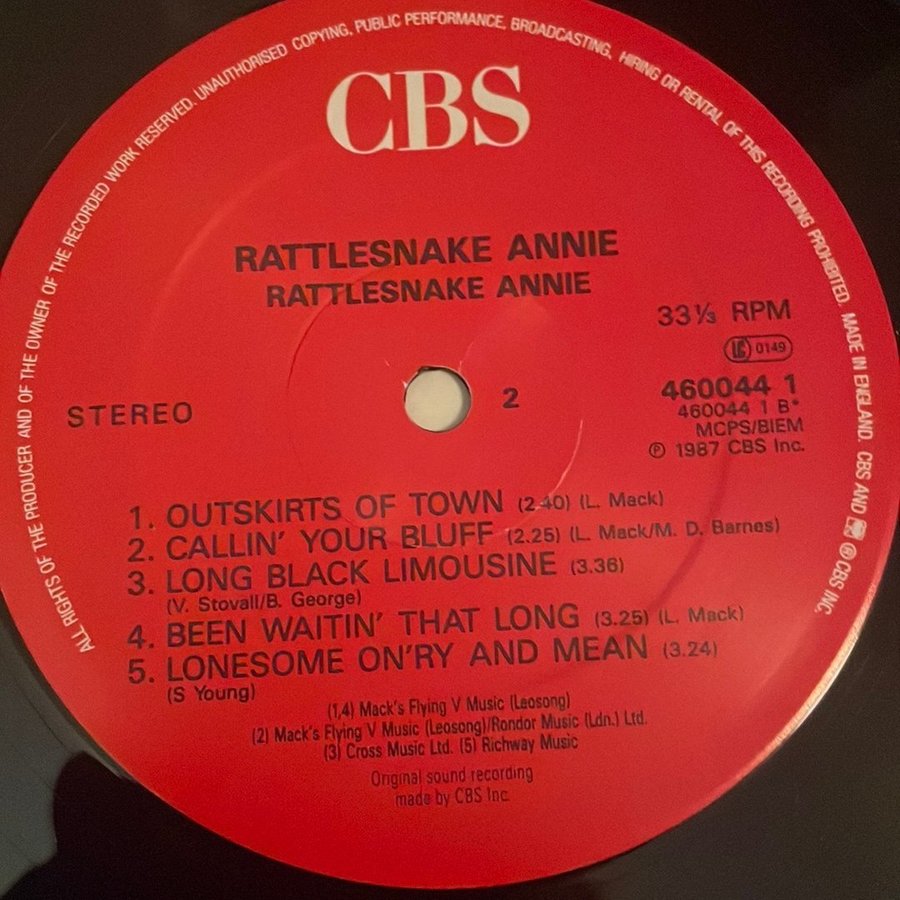 ALL RIGHTS OF THE PRODUCER AND OF THE OWNER OF THE RECORDED WORK RESERVED. UNAUTHORISED COPYING, PUBLIC PERFORMANCE, BROADCASTING, HIRING OR RENTAL OF THIS RECORDING PROHIBITED. MADE IN ENGLAND. CBS AND ® CBS INC.
CBS
RATTLESNAKE ANNIE
RATTLESNAKE ANNIE
33⅓ RPM
LC 0149
STEREO
2
460044 1
460044 1 B*
MCPS/BIEM
℗ 1987 CBS Inc.
1. OUTSKIRTS OF TOWN (2.40) (L. Mack)
2. CALLIN' YOUR BLUFF (2.25) (L. Mack/M. D. Barnes)
3. LONG BLACK LIMOUSINE (3.36)
(V. Stovall/B. George)
4. BEEN WAITIN' THAT LONG (3.25) (L. Mack)
5. LONESOME ON'RY AND MEAN (3.24)
(S Young)
(1,4) Mack's Flying V Music (Leosong)
(2) Mack's Flying V Music (Leosong)/Rondor Music (Ldn.) Ltd.
(3) Cross Music Ltd. (5) Richway Music
Original sound recording
made by CBS Inc.